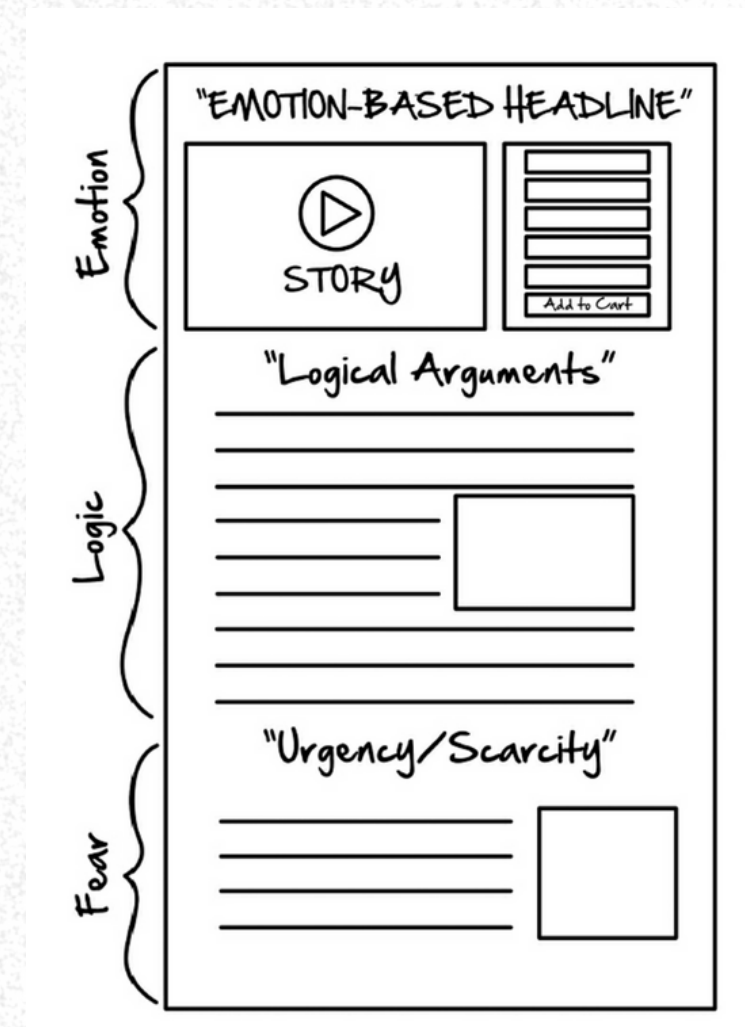 "EMOTION-BASED HEADLINE"
Emotion
STORY
Add to Cart
"Logical Arguments"
Logic
"Urgency/Scarcity"
Fear